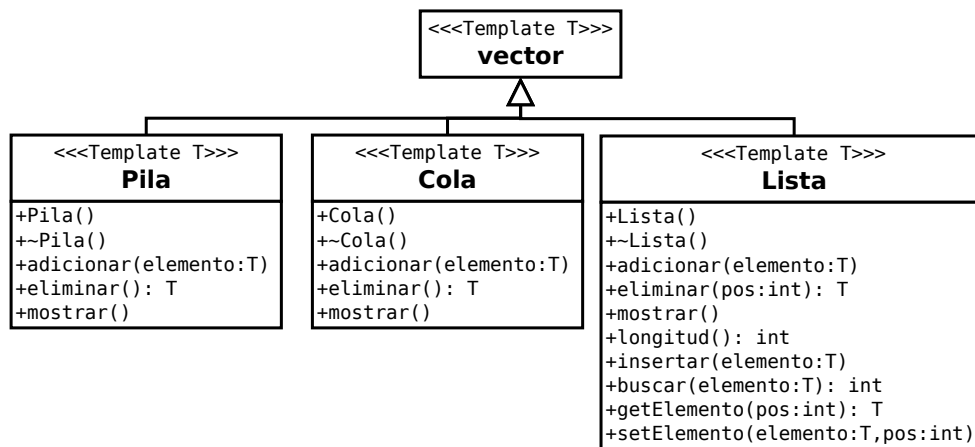 <<<Template T>>>
vector
<<<Template T>>>
Pila
+Pila()
+~Pila()
+adicionar(elemento:T)
+eliminar(): T
+mostrar()
<<<Template T>>>
Cola
+Cola()
+~Cola()
+adicionar(elemento:T)
+eliminar(): T
+mostrar()
<<<Template T>>>
Lista
+Lista()
+~Lista()
+adicionar(elemento:T)
+eliminar(pos:int): T
+mostrar()
+longitud(): int
+insertar(elemento:T)
+buscar(elemento:T): int
+getElemento(pos:int): T
+setElemento(elemento:T,pos:int)